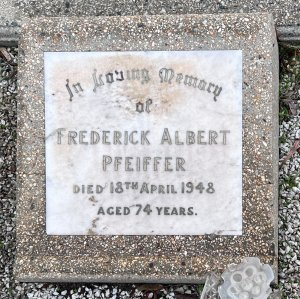 In Loving Memory
of
FREDERICK ALBERT
PFEIFFER
DIED 18TH APRIL 1948
AGED 74 YEARS.